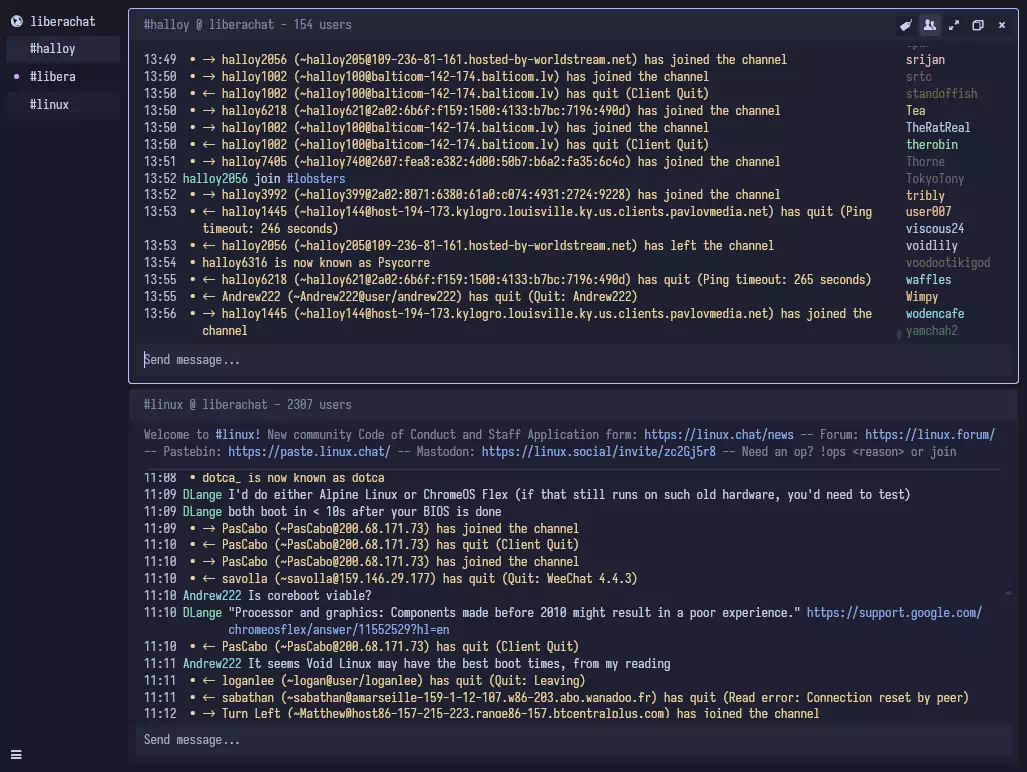 liberachat
#halloy
#libera
#linux
#halloy @ liberachat - 154 users
13:49 • → halloy2056 (~halloy205@109-236-81-161.hosted-by-worldstream.net) has joined the channel
13:50 • → halloy1002 (~halloy100@balticom-142-174.balticom.lv) has joined the channel
13:50 • ← halloy1002 (~halloy100@balticom-142-174.balticom.lv) has quit (Client Quit)
13:50 • → halloy6218 (~halloy621@2a02:6b6f:f159:1500:4133:b7bc:7196:490d) has joined the channel
13:50 • → halloy1002 (~halloy100@balticom-142-174.balticom.lv) has joined the channel
13:50 • ← halloy1002 (~halloy100@balticom-142-174.balticom.lv) has quit (Client Quit)
13:51 • → halloy7405 (~halloy740@2607:fea8:e382:4d00:50b7:b6a2:fa35:6c4c) has joined the channel
13:52 halloy2056 join #lobsters
13:52 • → halloy3992 (~halloy399@2a02:8071:6380:61a0:c074:4931:2724:9228) has joined the channel
13:53 • ← halloy1445 (~halloy144@host-194-173.kylogro.louisville.ky.us.clients.pavlovmedia.net) has quit (Ping
timeout: 246 seconds)
13:53 • ← halloy2056 (~halloy205@109-236-81-161.hosted-by-worldstream.net) has left the channel
13:54 • halloy6316 is now known as Psycorre
13:55 • ← halloy6218 (~halloy621@2a02:6b6f:f159:1500:4133:b7bc:7196:490d) has quit (Ping timeout: 265 seconds)
13:55 • ← Andrew222 (~Andrew222@user/andrew222) has quit (Quit: Andrew222)
13:56 • → halloy1445 (~halloy144@host-194-173.kylogro.louisville.ky.us.clients.pavlovmedia.net) has joined the
channel
srijan
srtc
standoffish
Tea
TheRatReal
therobin
Thorne
TokyoTony
tribly
user007
viscous24
voidlily
voodootikigod
waffles
Wimpy
wodencafe
yamchah2
Send message...
#linux @ liberachat - 2307 users
Welcome to #linux! New community Code of Conduct and Staff Application form: https://linux.chat/news -- Forum: https://linux.forum/
-- Pastebin: https://paste.linux.chat/ -- Mastodon: https://linux.social/invite/zc2Gj5r8 -- Need an op? !ops <reason> or join
11:08 • dotca_ is now known as dotca
11:09 DLange I'd do either Alpine Linux or ChromeOS Flex (if that still runs on such old hardware, you'd need to test)
11:09 DLange both boot in < 10s after your BIOS is done
11:09 • → PasCabo (~PasCabo@200.68.171.73) has joined the channel
11:10 • ← PasCabo (~PasCabo@200.68.171.73) has quit (Client Quit)
11:10 • → PasCabo (~PasCabo@200.68.171.73) has joined the channel
11:10 • ← savolla (~savolla@159.146.29.177) has quit (Quit: WeeChat 4.4.3)
11:10 Andrew222 Is coreboot viable?
11:10 DLange "Processor and graphics: Components made before 2010 might result in a poor experience." https://support.google.com/
chromeosflex/answer/11552529?hl=en
11:10 • ← PasCabo (~PasCabo@200.68.171.73) has quit (Client Quit)
11:11 Andrew222 It seems Void Linux may have the best boot times, from my reading
11:11 • ← loganlee (~logan@user/loganlee) has quit (Quit: Leaving)
11:11 • ← sabathan (~sabathan@amarseille-159-1-12-107.w86-203.abo.wanadoo.fr) has quit (Read error: Connection reset by peer)
11:12 • → Turn_Left (~Matthew@host86-157-215-223.range86-157.btcentralplus.com) has joined the channel
Send message...